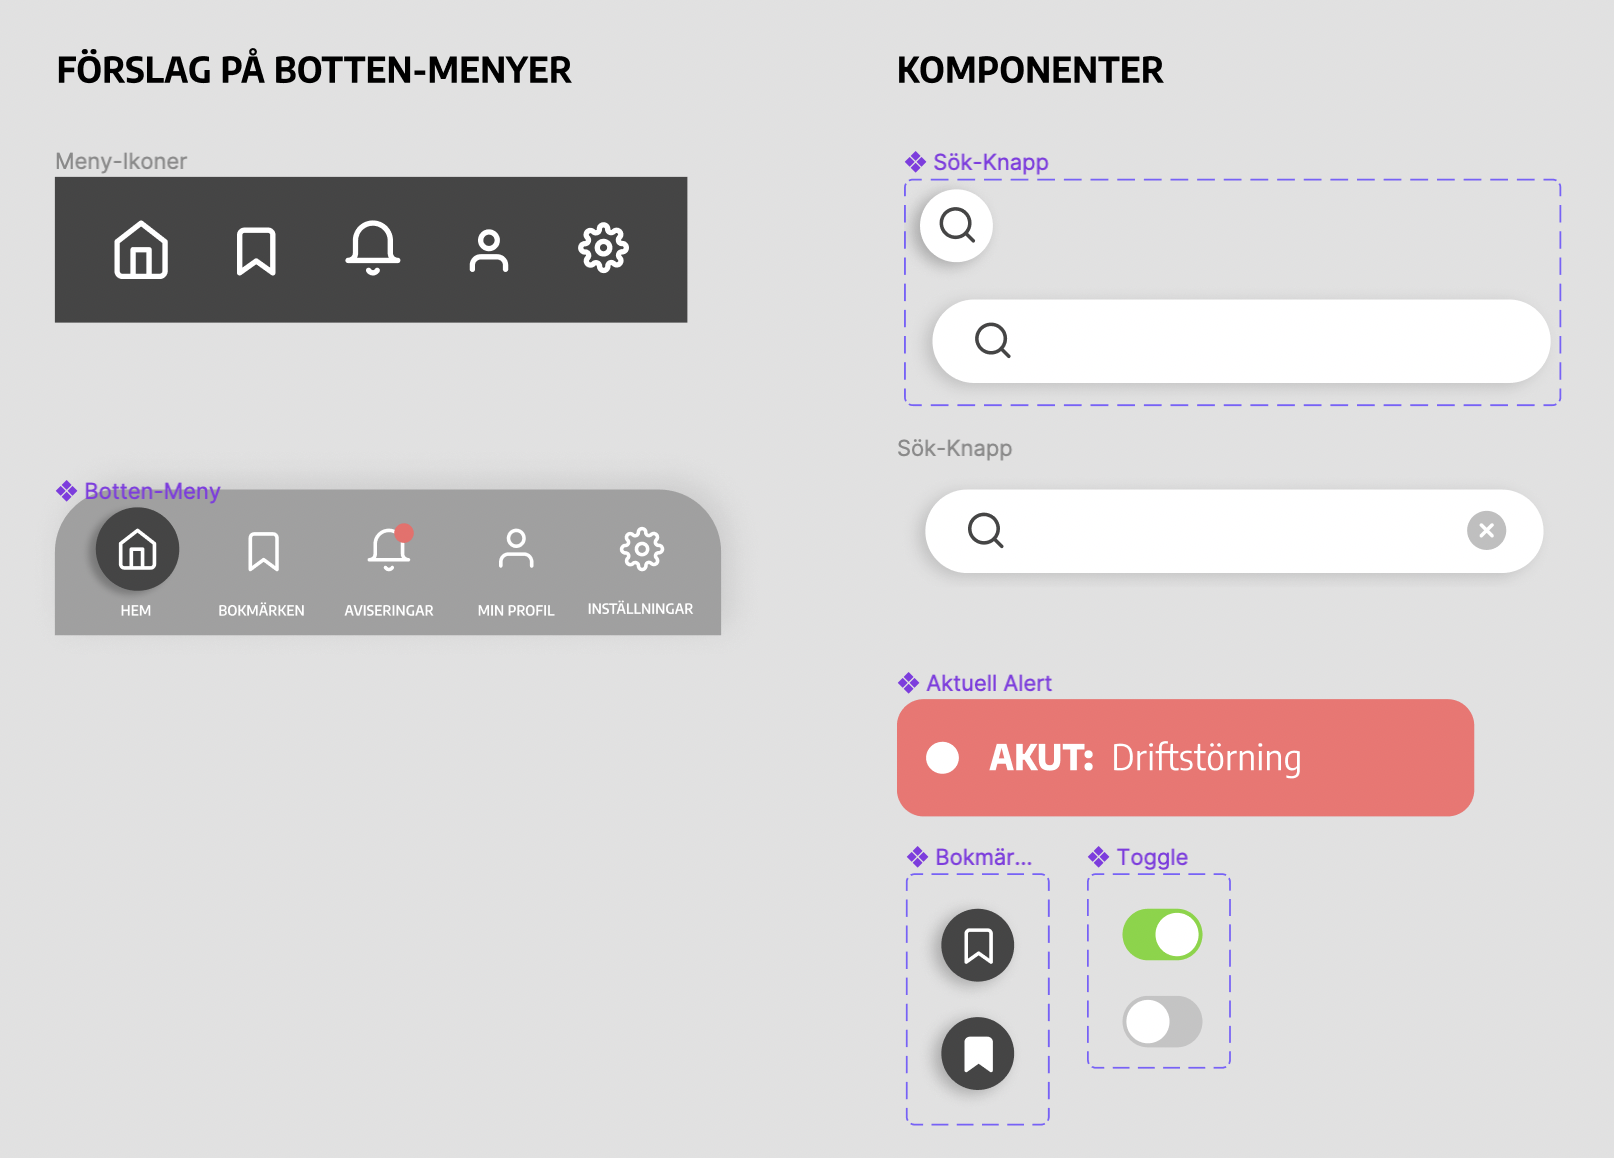 FÖRSLAG PÅ BOTTEN-MENYER
Meny-Ikoner
Botten-Meny
HEM BOKMÄRKEN AVISERINGAR MIN PROFIL INSTÄLLNINGAR
KOMPONENTER
Sök-Knapp
Sök-Knapp
Aktuell Alert
AKUT: Driftstörning
Bokmär... Toggle